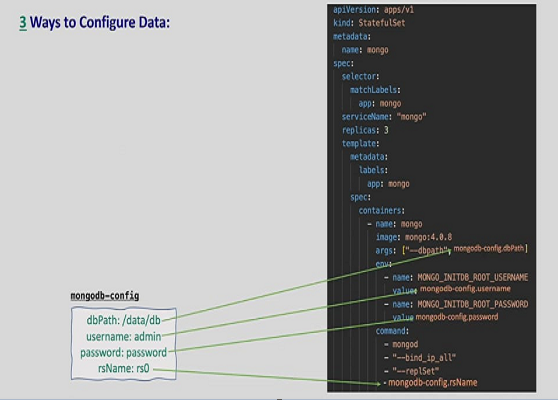 3 Ways to Configure Data:
apiVersion: apps/v1
kind: StatefulSet
metadata:
name: mongo
spec:
selector:
matchLabels:
app: mongo
serviceName: "mongo"
replicas: 3
template:
metadata:
labels:
app: mongo
spec:
containers:
- name: mongo
image: mongo:4.0.8
args: ["--dbpath", mongodb-config.dbPath]
env:
- name: MONGO_INITDB_ROOT_USERNAME
value: mongodb-config.username
- name: MONGO_INITDB_ROOT_PASSWORD
value mongodb-config.password
command:
- mongod
- "--bind_ip_all"
- "--replSet"
- mongodb-config.rsName
mongodb-config
dbPath: /data/db
username: admin
password: password
rsName: rs0